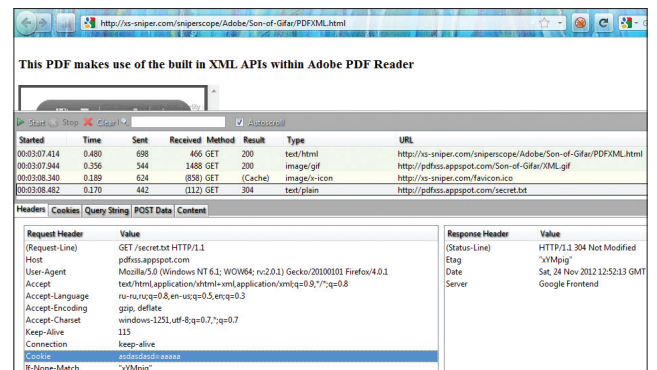 http://xs-sniper.com/sniperscope/Adobe/Son-of-Gifar/PDFXML.html
This PDF makes use of the built in XML APIs within Adobe PDF Reader
Start Stop Clear Autoscroll
Started Time Sent Received Method Result Type URL
00:03:07.414 0.480 698 466 GET 200 text/html http://xs-sniper.com/sniperscope/Adobe/Son-of-Gifar/PDFXML.html
00:03:07.944 0.356 544 1488 GET 200 image/gif http://pdfxss.appspot.com/Son-of-Gifar/XML.gif
00:03:08.340 0.189 624 (858) GET (Cache) image/x-icon http://xs-sniper.com/favicon.ico
00:03:08.482 0.170 442 (112) GET 304 text/plain http://pdfxss.appspot.com/secret.txt
Headers Cookies Query String POST Data Content
Request Header Value Response Header Value
(Request-Line) GET /secret.txt HTTP/1.1 (Status-Line) HTTP/1.1 304 Not Modified
Host pdfxss.appspot.com Etag "xYMpig"
User-Agent Mozilla/5.0 (Windows NT 6.1; WOW64; rv:2.0.1) Gecko/20100101 Firefox/4.0.1 Date Sat, 24 Nov 2012 12:52:13 GMT
Accept text/html,application/xhtml+xml,application/xml;q=0.9,*/*;q=0.8 Server Google Frontend
Accept-Language ru-ru,ru;q=0.8,en-us;q=0.5,en;q=0.3
Accept-Encoding gzip, deflate
Accept-Charset windows-1251,utf-8;q=0.7,*;q=0.7
Keep-Alive 115
Connection keep-alive
Cookie asdasdasd=aaaaa
If-None-Match "xYMpig"